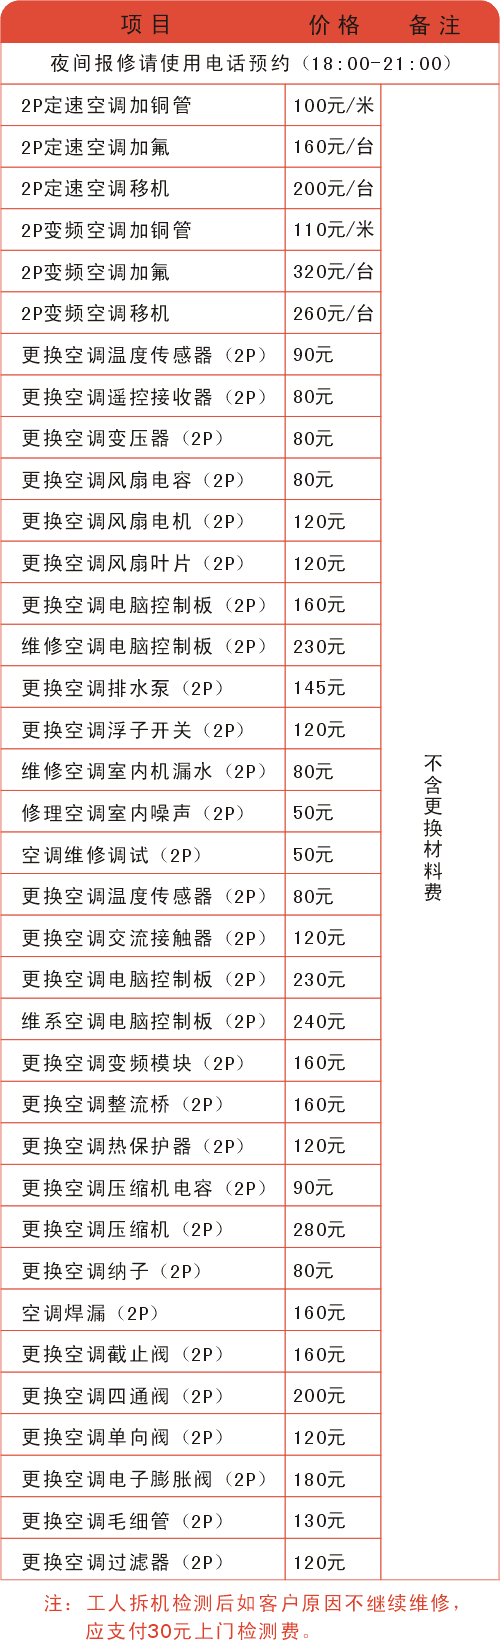 项目 价格 备注
夜间报修请使用电话预约（18:00-21:00）
2P定速空调加铜管 100元/米
2P定速空调加氟 160元/台
2P定速空调移机 200元/台
2P变频空调加铜管 110元/米
2P变频空调加氟 320元/台
2P变频空调移机 260元/台
更换空调温度传感器（2P） 90元
更换空调遥控接收器（2P） 80元
更换空调变压器（2P） 80元
更换空调风扇电容（2P） 80元
更换空调风扇电机（2P） 120元
更换空调风扇叶片（2P） 120元
更换空调电脑控制板（2P） 160元
维修空调电脑控制板（2P） 230元
更换空调排水泵（2P） 145元
更换空调浮子开关（2P） 120元
维修空调室内机漏水（2P） 80元
修理空调室内噪声（2P） 50元
空调维修调试（2P） 50元
更换空调温度传感器（2P） 80元
更换空调交流接触器（2P） 120元
更换空调电脑控制板（2P） 230元
维系空调电脑控制板（2P） 240元
更换空调变频模块（2P） 160元
更换空调整流桥（2P） 160元
更换空调热保护器（2P） 120元
更换空调压缩机电容（2P） 90元
更换空调压缩机（2P） 280元
更换空调纳子（2P） 80元
空调焊漏（2P） 160元
更换空调截止阀（2P） 160元
更换空调四通阀（2P） 200元
更换空调单向阀（2P） 120元
更换空调电子膨胀阀（2P） 180元
更换空调毛细管（2P） 130元
更换空调过滤器（2P） 120元
不含更换材料费
注：工人拆机检测后如客户原因不继续维修，
应支付30元上门检测费。